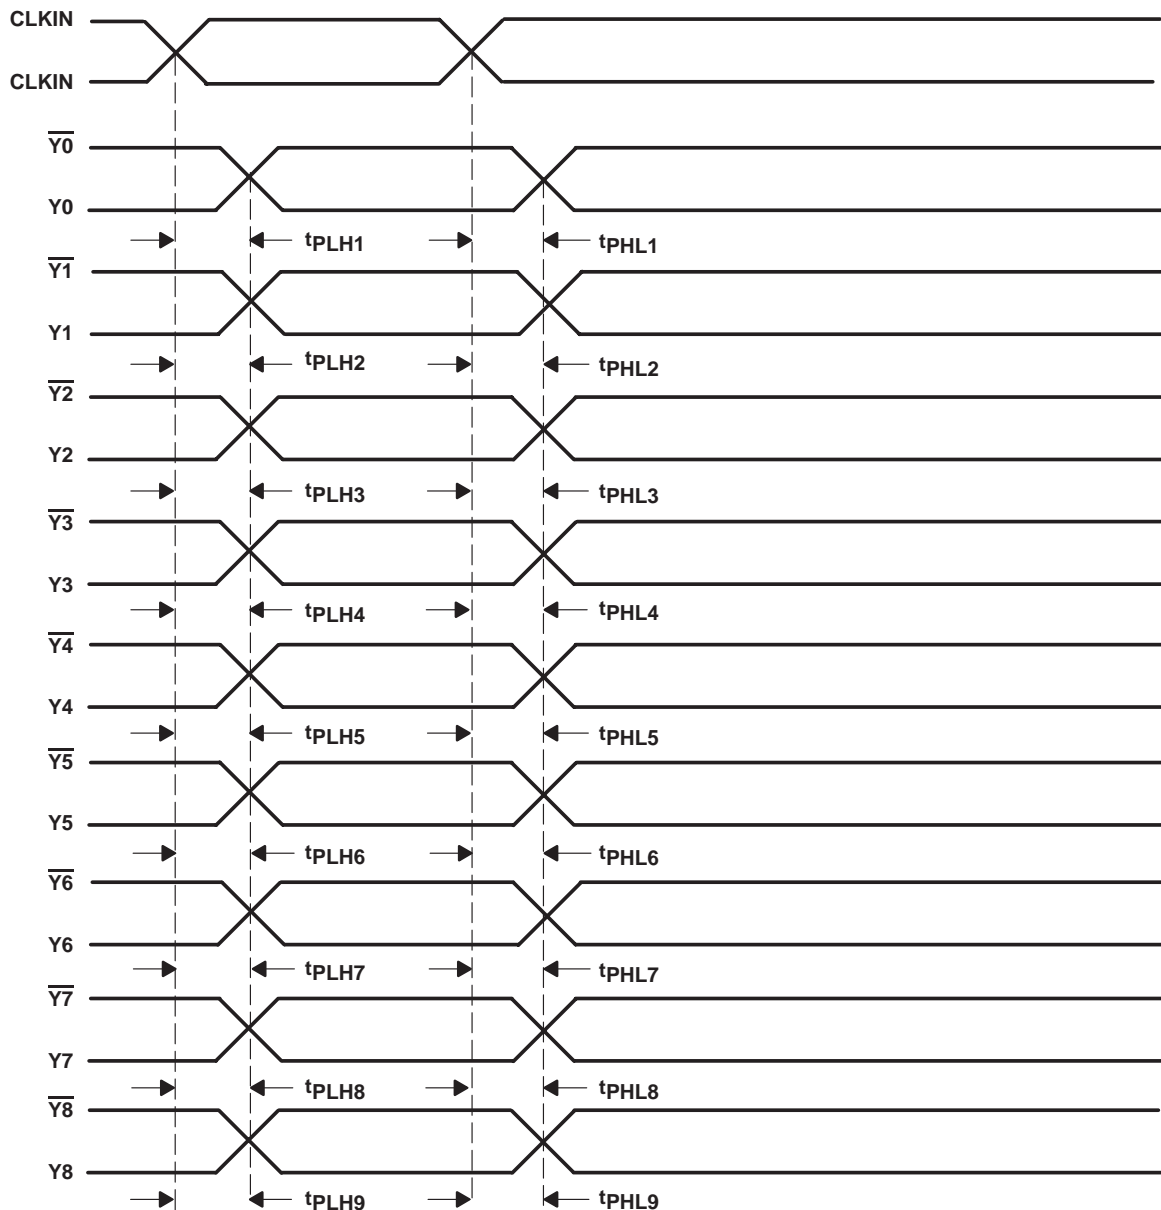 CLKIN
CLKIN
Y0
Y0
tPLH1 tPHL1
Y1
Y1
tPLH2 tPHL2
Y2
Y2
tPLH3 tPHL3
Y3
Y3
tPLH4 tPHL4
Y4
Y4
tPLH5 tPHL5
Y5
Y5
tPLH6 tPHL6
Y6
Y6
tPLH7 tPHL7
Y7
Y7
tPLH8 tPHL8
Y8
Y8
tPLH9 tPHL9